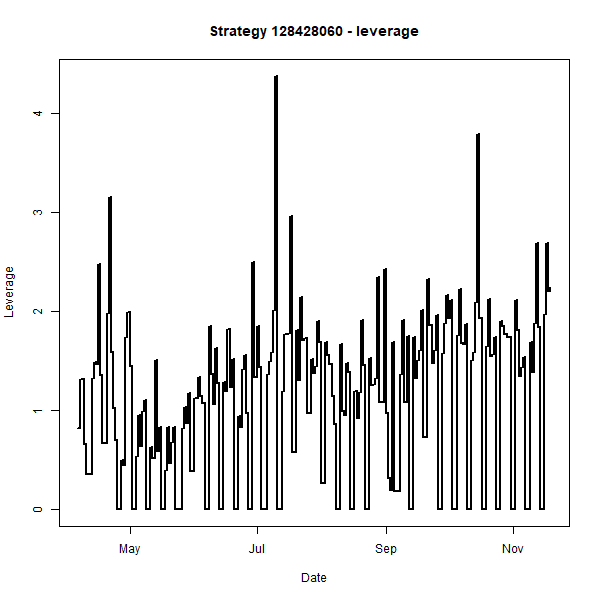 Strategy 128428060 - leverage
4
3
2
1
0
Leverage
May
Jul
Sep
Nov
Date